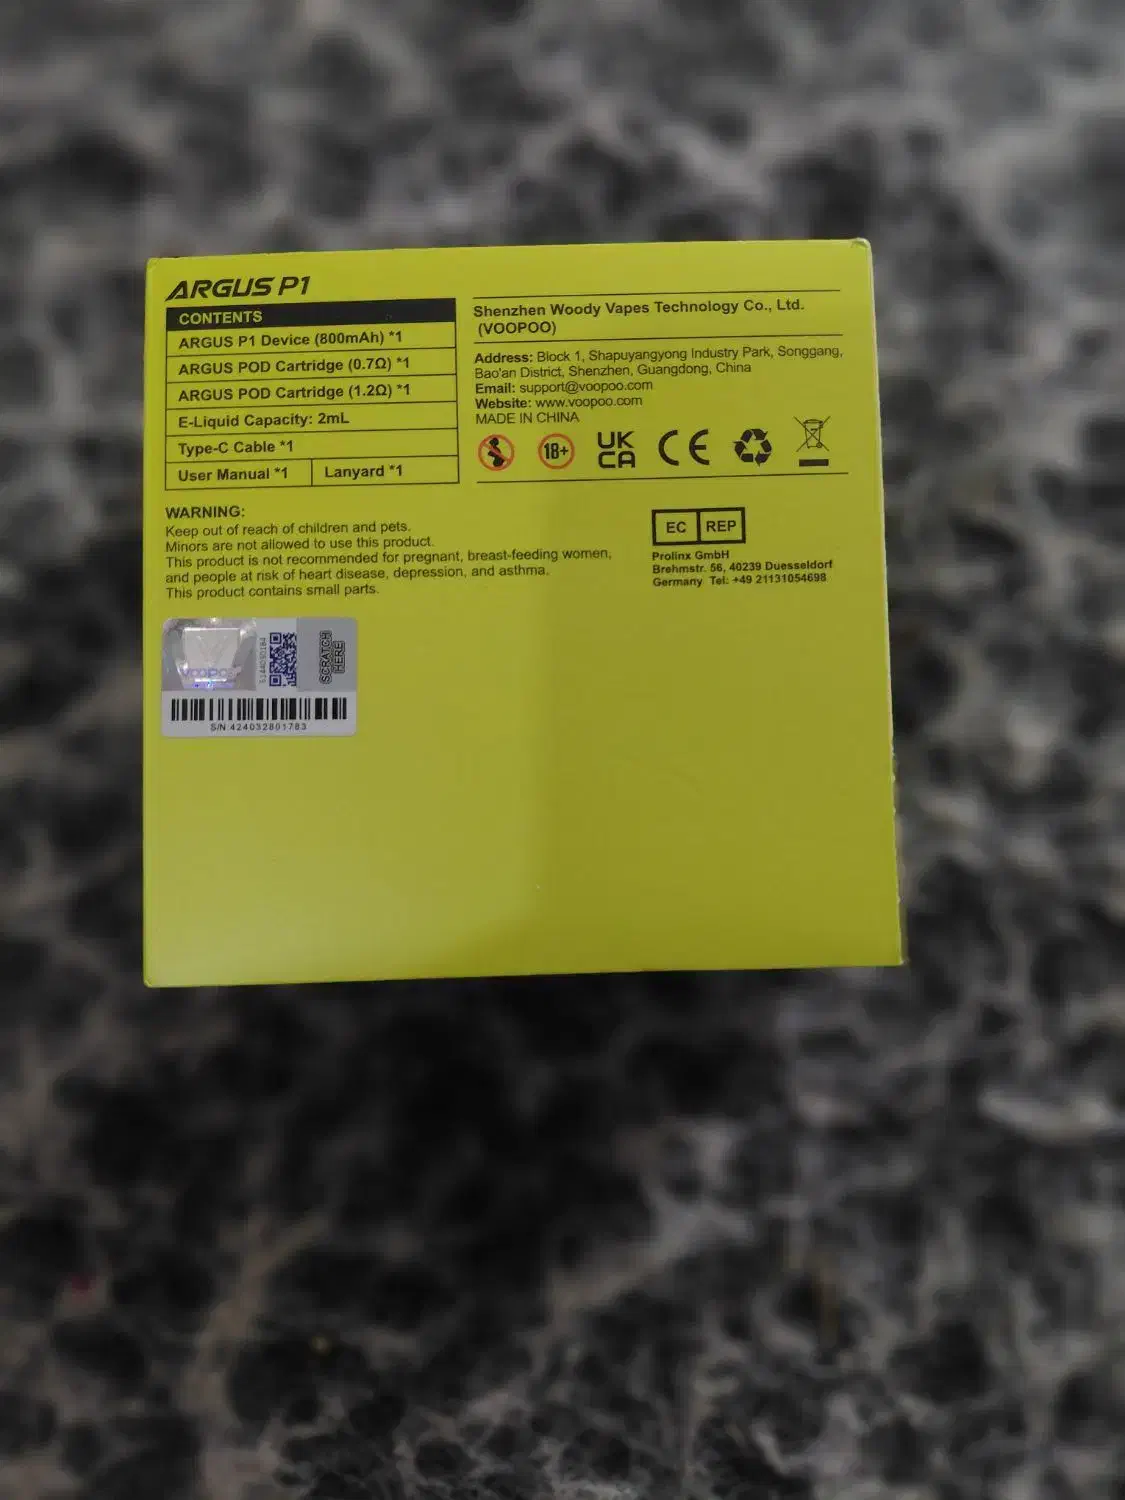 ARGUS P1
CONTENTS
ARGUS P1 Device (800mAh) *1
ARGUS POD Cartridge (0.7Ω) *1
ARGUS POD Cartridge (1.2Ω) *1
E-Liquid Capacity: 2mL
Type-C Cable *1
User Manual *1 Lanyard *1
Shenzhen Woody Vapes Technology Co., Ltd.
(VOOPOO)
Address: Block 1, Shapuyangyong Industry Park, Songgang,
Bao'an District, Shenzhen, Guangdong, China
Email: support@voopoo.com
Website: www.voopoo.com
MADE IN CHINA
18+ UK CA CE
WARNING:
Keep out of reach of children and pets.
Minors are not allowed to use this product.
This product is not recommended for pregnant, breast-feeding women,
and people at risk of heart disease, depression, and asthma.
This product contains small parts.
EC REP
Prolinx GmbH
Brehmstr. 56, 40239 Duesseldorf
Germany Tel: +49 21131054698
VOOPOO
SCRATCH
HERE
S/N 424032801783